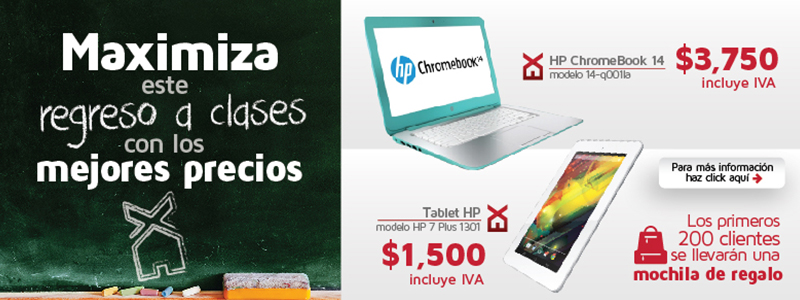 Maximiza
este
regreso a clases
con los
mejores precios
hp Chromebook 14
HP ChromeBook 14
modelo 14-q001la
$3,750
incluye IVA
Tablet HP
modelo HP 7 Plus 1301
$1,500
incluye IVA
Para más información
haz click aquí
Los primeros
200 clientes
se llevarán una
mochila de regalo